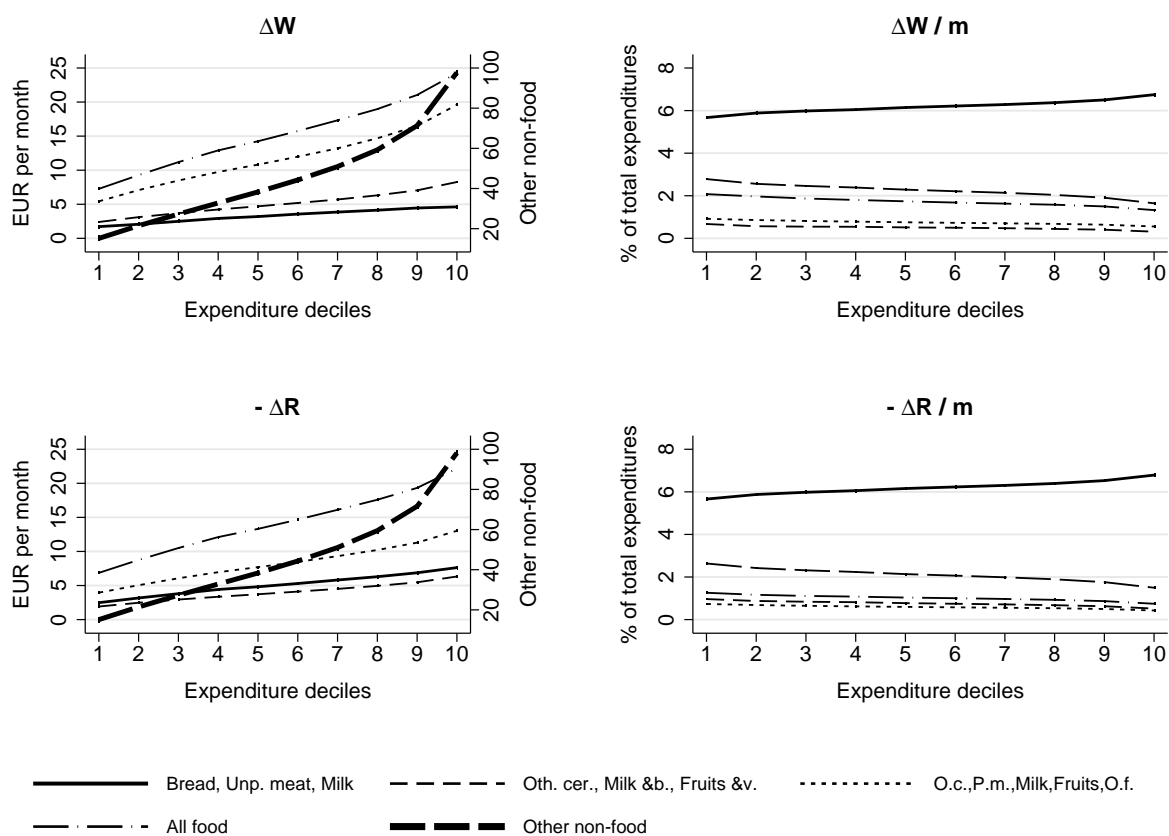 ΔW
EUR per month
25
20
15
10
5
0
Other non-food
100
80
60
40
20
1 2 3 4 5 6 7 8 9 10
Expenditure deciles
ΔW / m
% of total expenditures
8
6
4
2
0
1 2 3 4 5 6 7 8 9 10
Expenditure deciles
- ΔR
EUR per month
25
20
15
10
5
0
Other non-food
100
80
60
40
20
1 2 3 4 5 6 7 8 9 10
Expenditure deciles
- ΔR / m
% of total expenditures
8
6
4
2
0
1 2 3 4 5 6 7 8 9 10
Expenditure deciles
Bread, Unp. meat, Milk
Oth. cer., Milk &b., Fruits &v.
O.c.,P.m.,Milk,Fruits,O.f.
All food
Other non-food